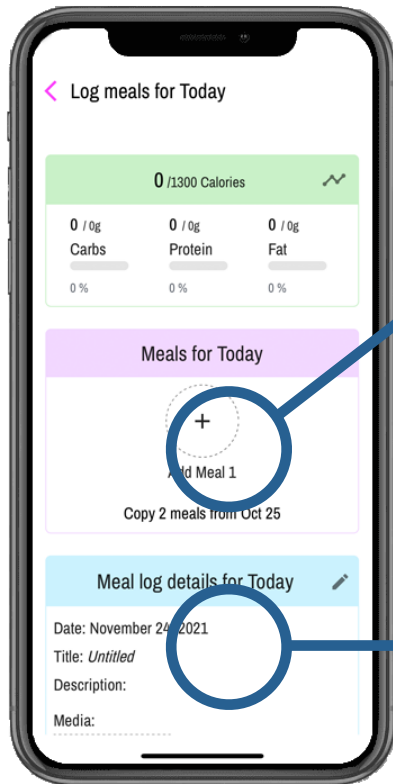 Log meals for Today
0 /1300 Calories
0 / 0g 0 / 0g 0 / 0g
Carbs Protein Fat
0 % 0 % 0 %
Meals for Today
+
Add Meal 1
Copy 2 meals from Oct 25
Meal log details for Today
Date: November 24, 2021
Title: Untitled
Description:
Media: